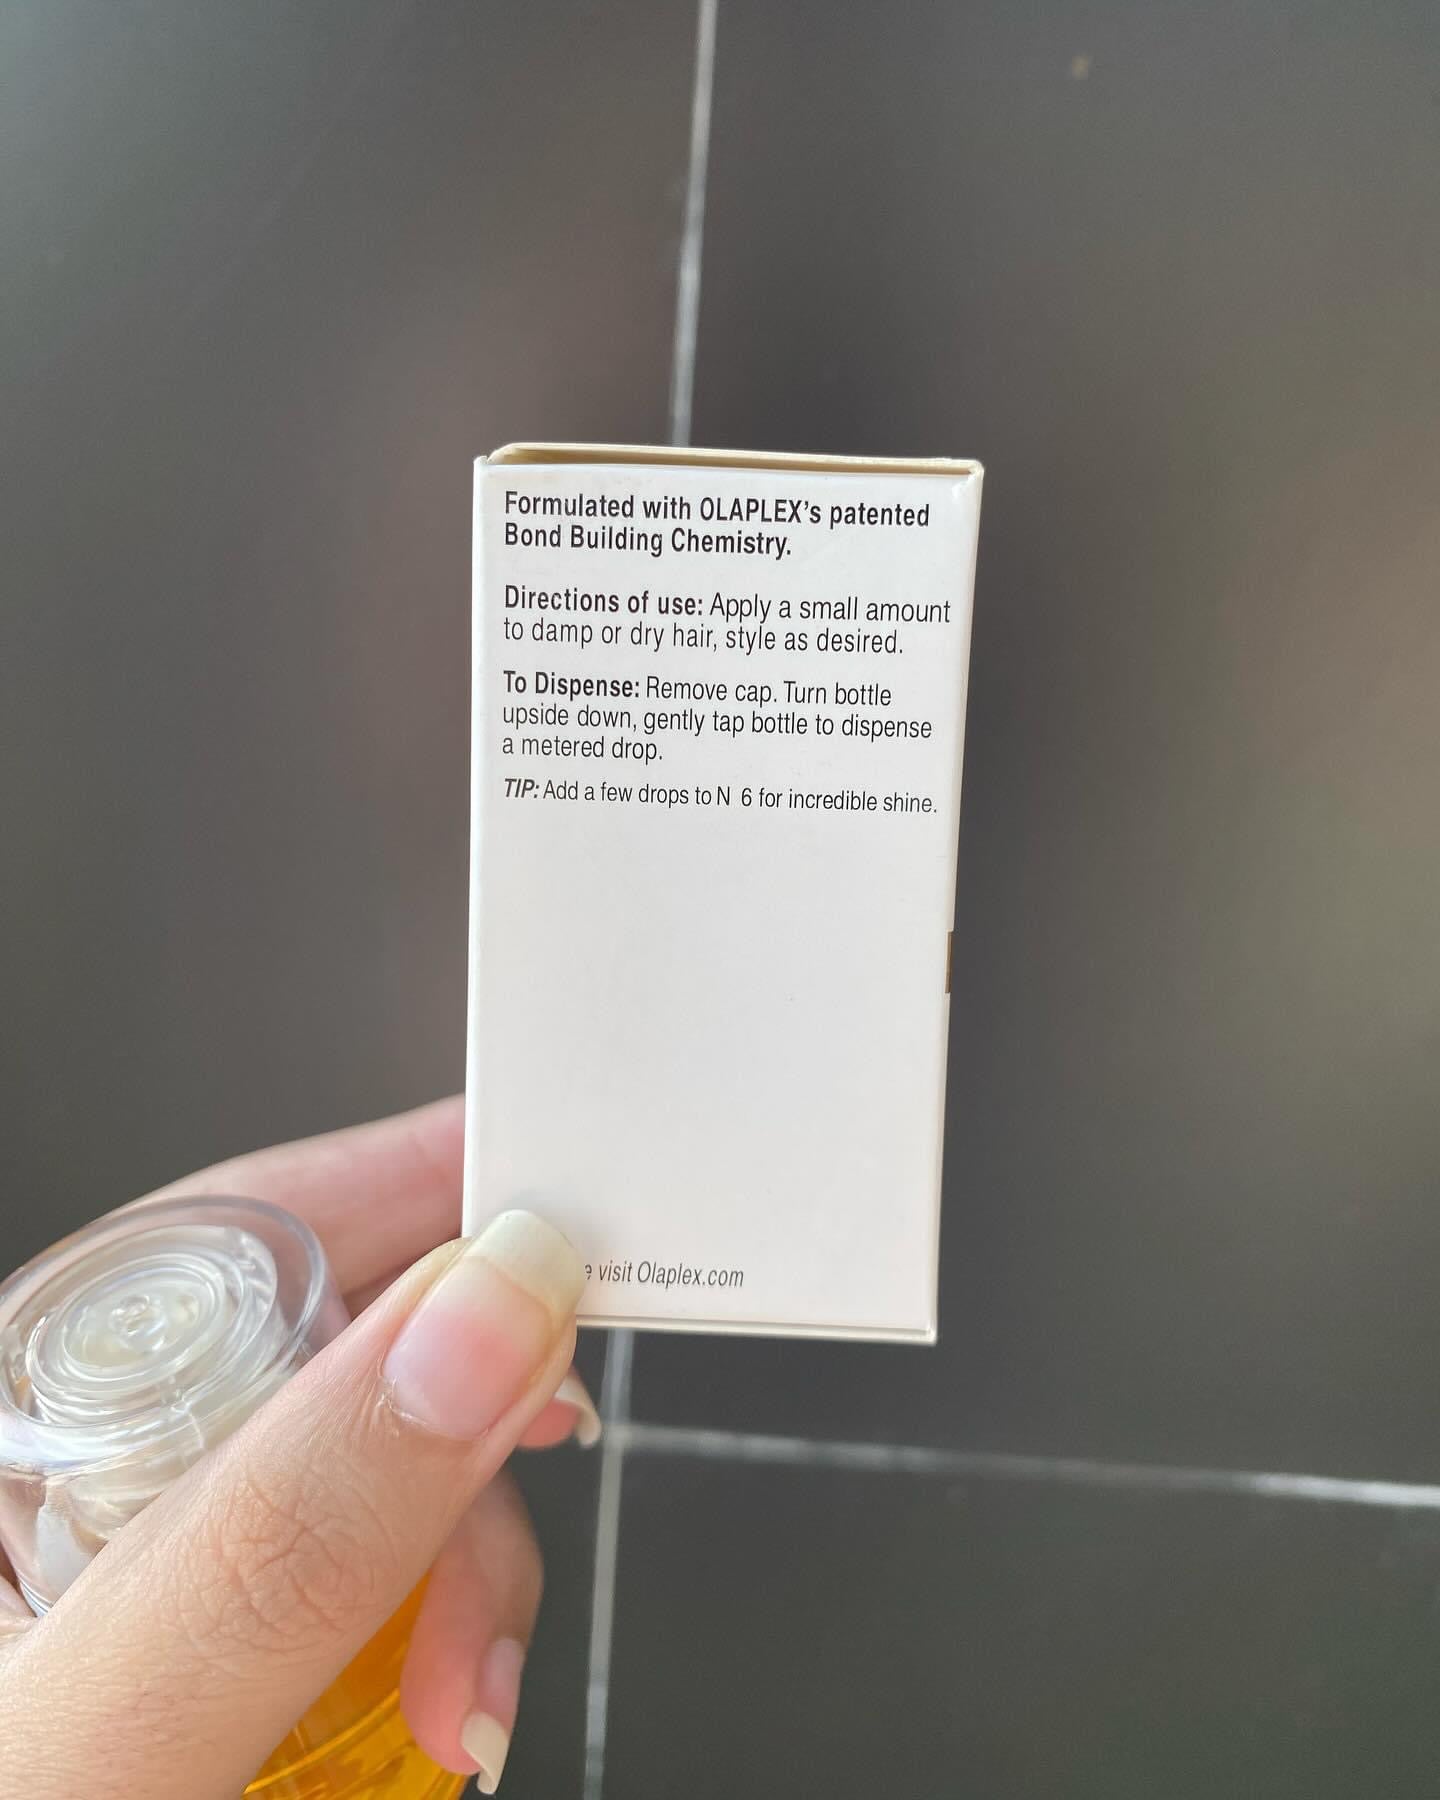 Formulated with OLAPLEX's patented
Bond Building Chemistry.
Directions of use: Apply a small amount
to damp or dry hair, style as desired.
To Dispense: Remove cap. Turn bottle
upside down, gently tap bottle to dispense
a metered drop.
TIP: Add a few drops to N 6 for incredible shine.
visit Olaplex.com